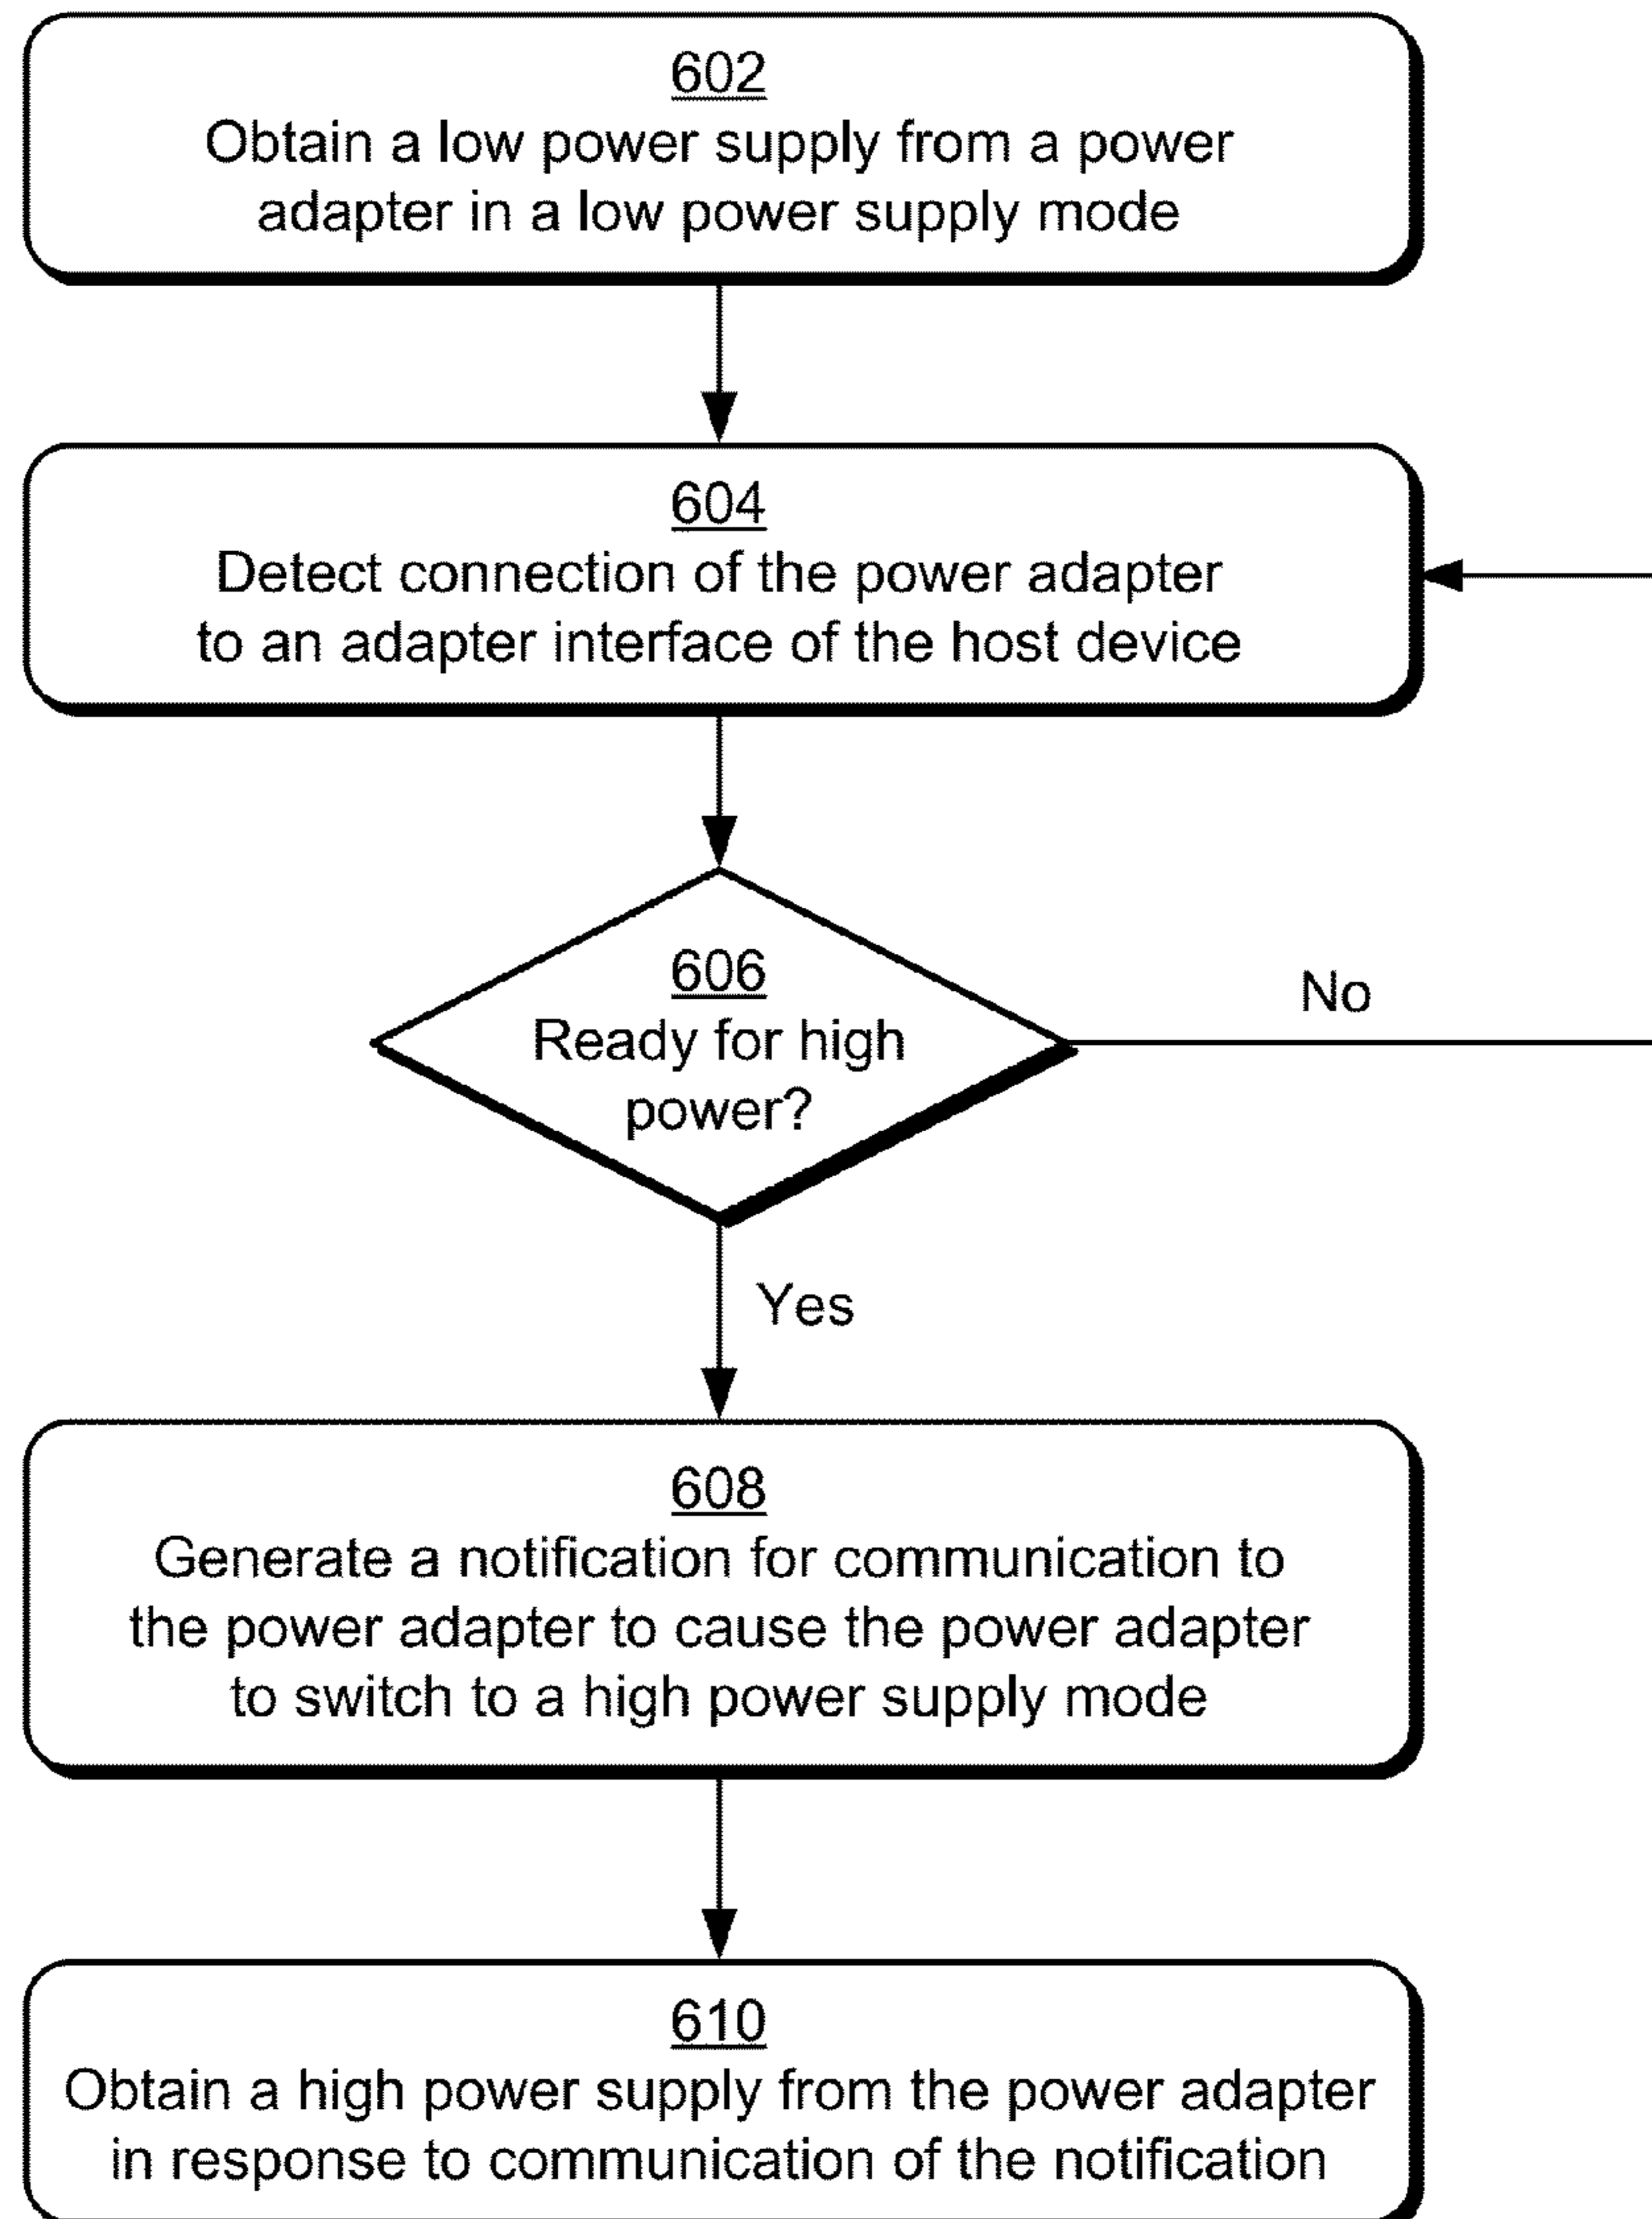 602
Obtain a low power supply from a power
adapter in a low power supply mode
604
Detect connection of the power adapter
to an adapter interface of the host device
606
Ready for high
power?
No
Yes
608
Generate a notification for communication to
the power adapter to cause the power adapter
to switch to a high power supply mode
610
Obtain a high power supply from the power adapter
in response to communication of the notification